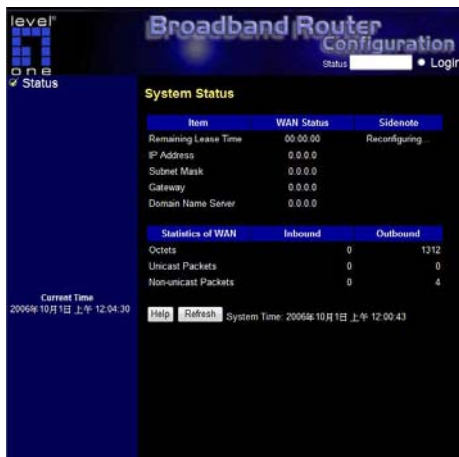 level®
one
Broadband Router
Configuration
Status
Login
Status
System Status
Item WAN Status Sidenote
Remaining Lease Time 00:00:00 Reconfiguring...
IP Address 0.0.0.0
Subnet Mask 0.0.0.0
Gateway 0.0.0.0
Domain Name Server 0.0.0.0
Statistics of WAN Inbound Outbound
Octets 0 1312
Unicast Packets 0 0
Non-unicast Packets 0 4
Current Time
2006年10月1日 上午 12:04:30
Help Refresh System Time: 2006年10月1日 上午 12:00:43